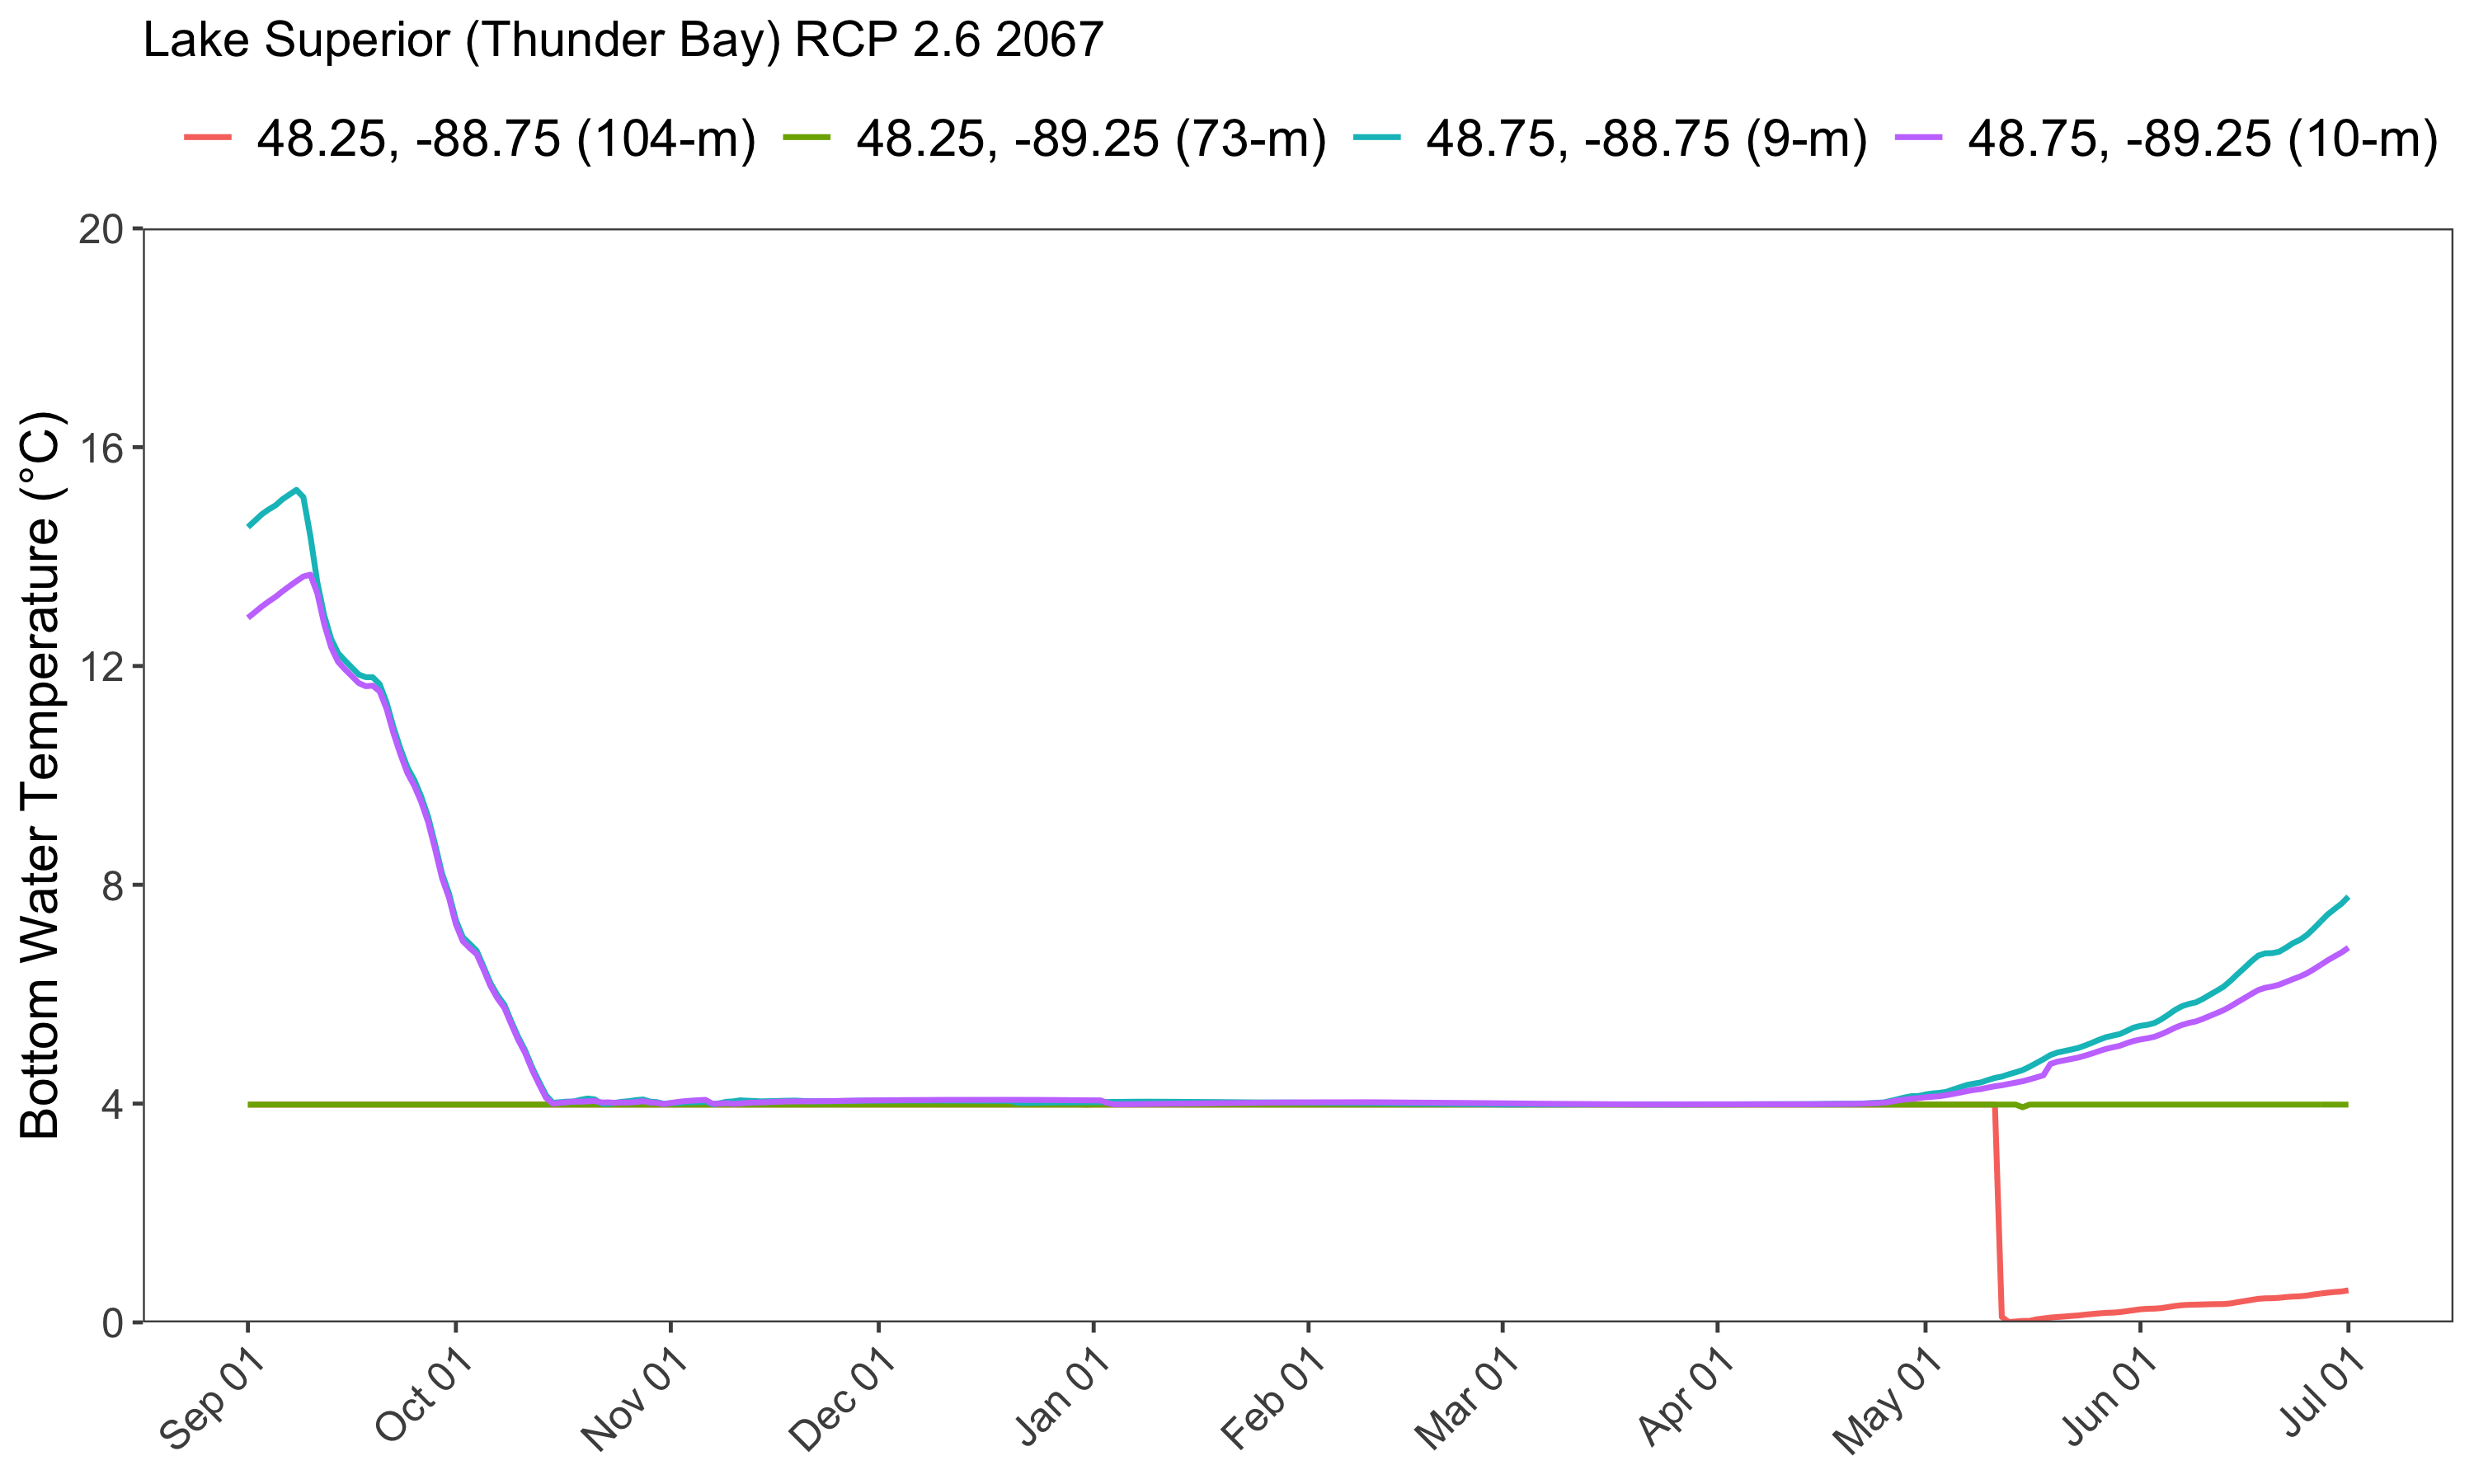 Lake Superior (Thunder Bay) RCP 2.6 2067
48.25, -88.75 (104-m) 48.25, -89.25 (73-m) 48.75, -88.75 (9-m) 48.75, -89.25 (10-m)
Bottom Water Temperature (°C)
20
16
12
8
4
0
Sep 01 Oct 01 Nov 01 Dec 01 Jan 01 Feb 01 Mar 01 Apr 01 May 01 Jun 01 Jul 01